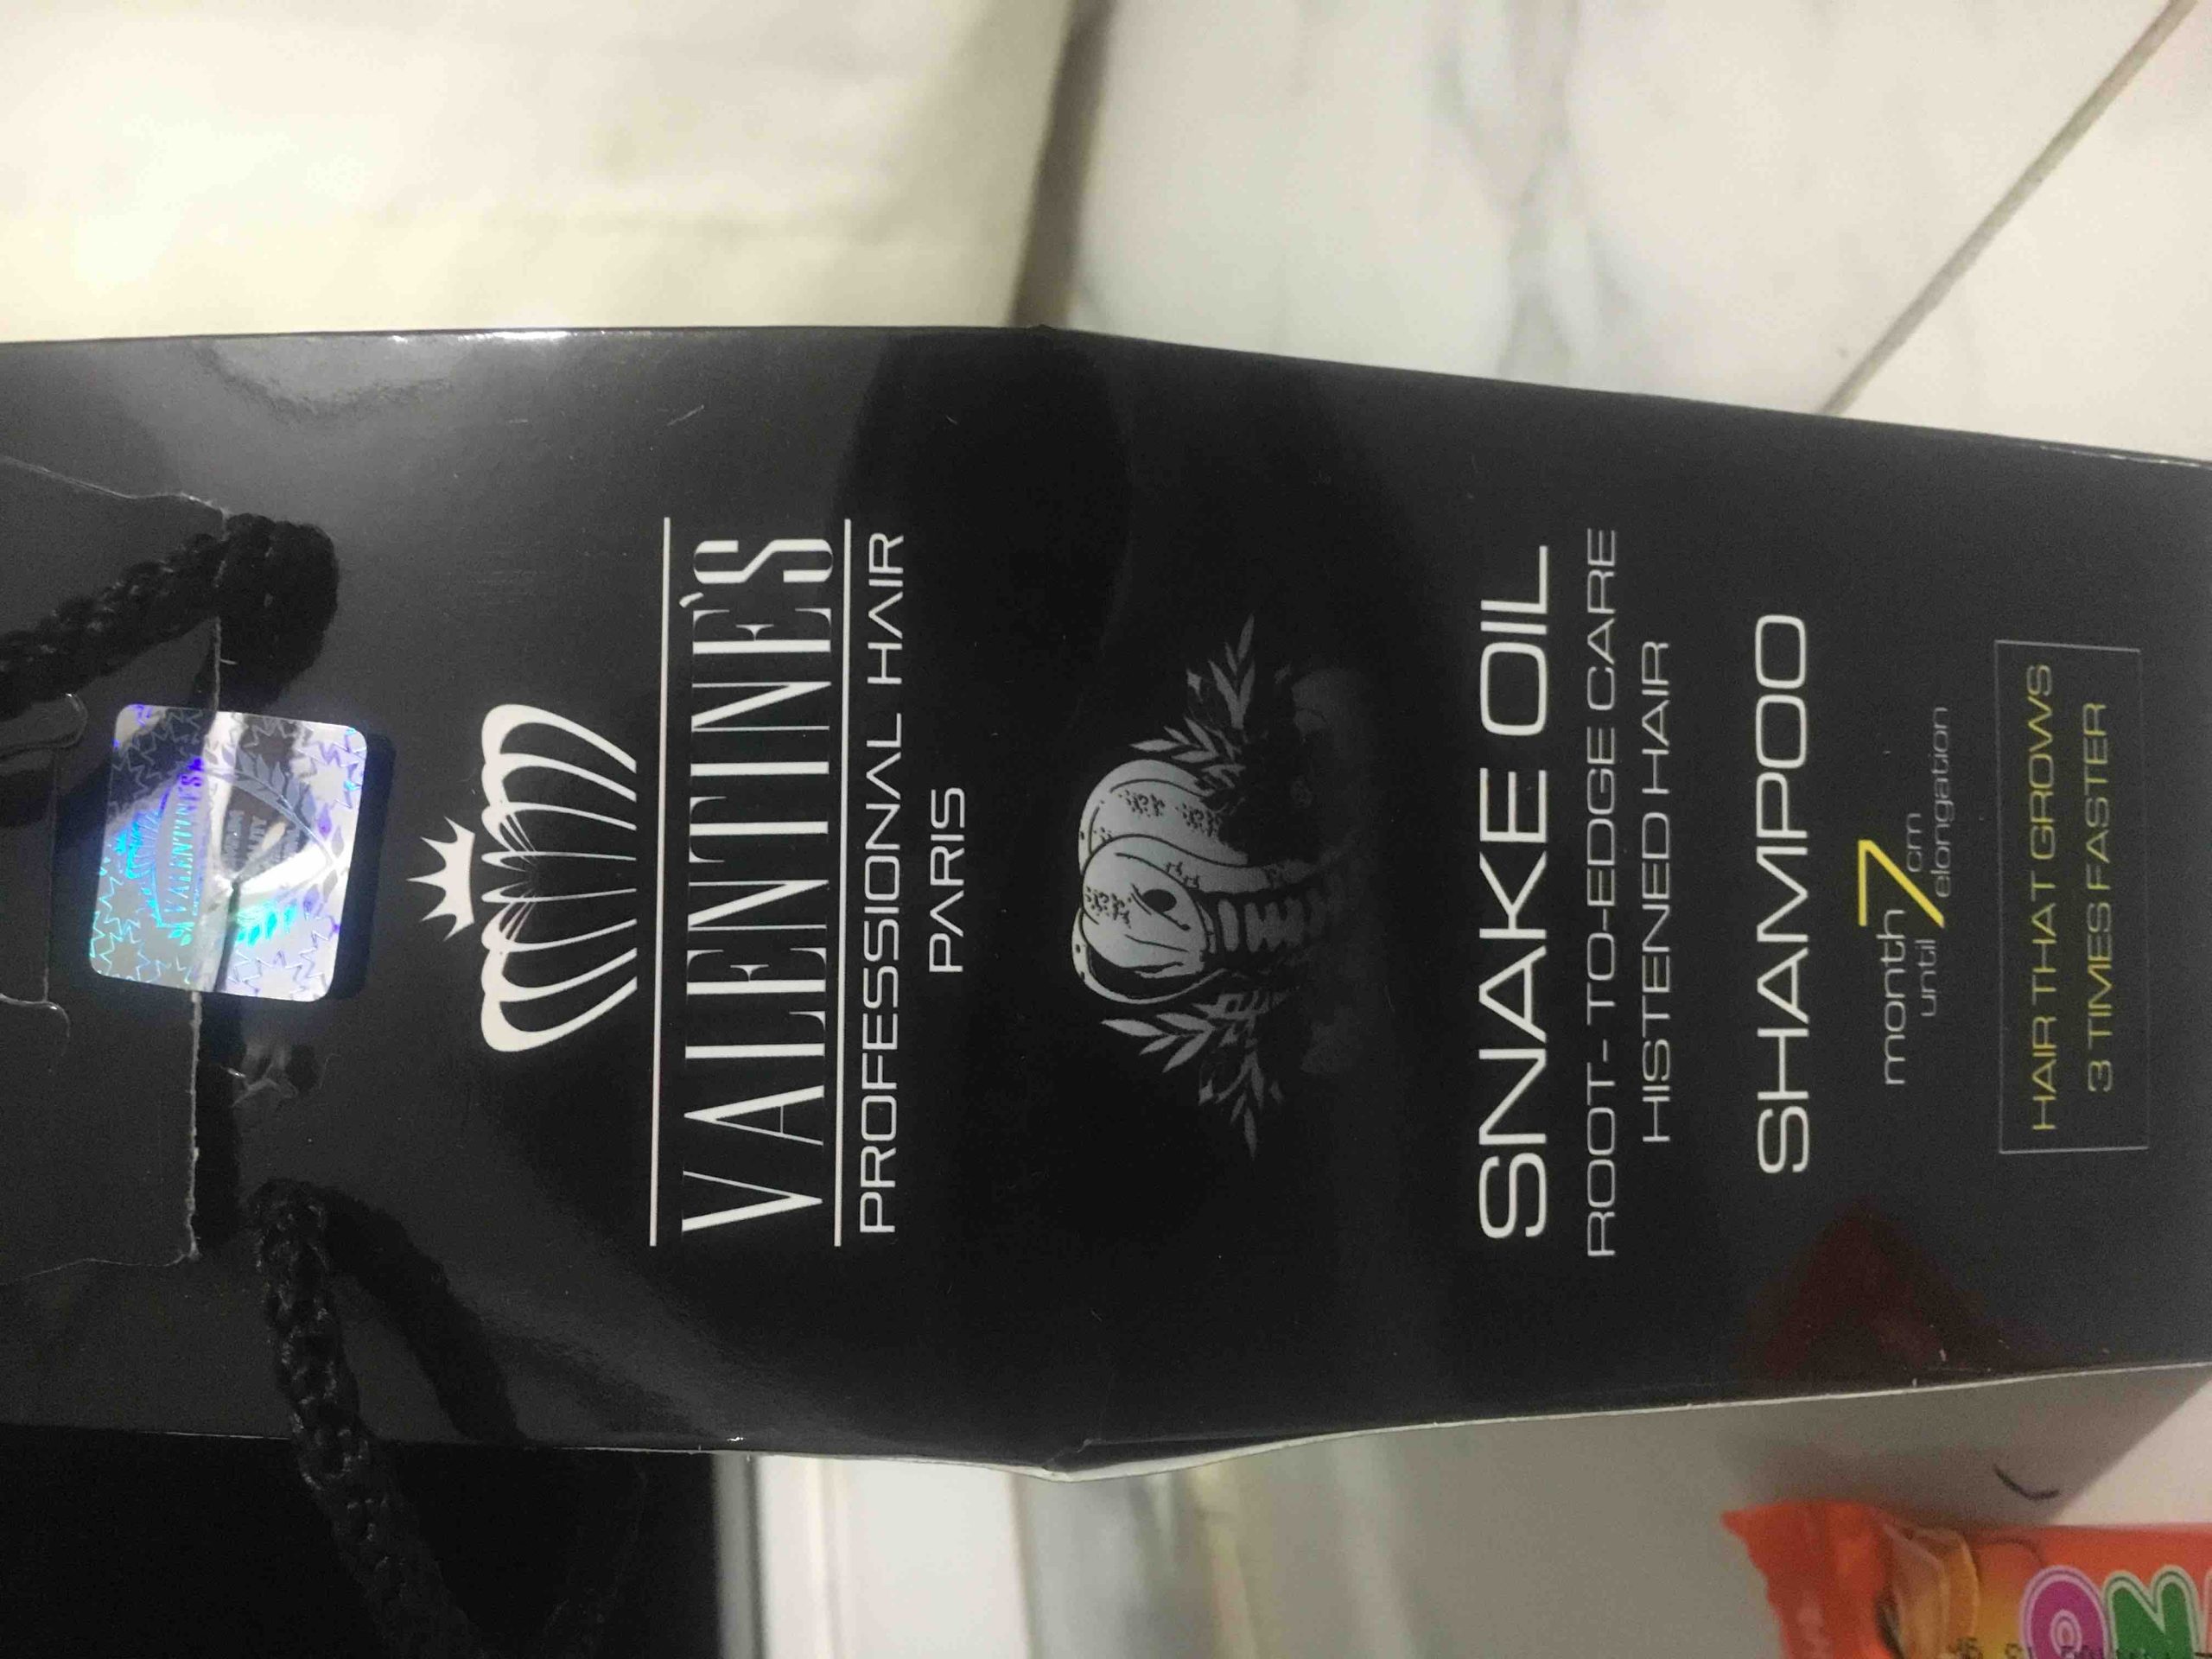 VALENTINE'S
VALENTINE'S
PROFESSIONAL HAIR
PARIS
SNAKE OIL
ROOT- TO-EDGE CARE
HISTENED HAIR
SHAMPOO
month 7 cm
until elongation
HAIR THAT GROWS
3 TIMES FASTER